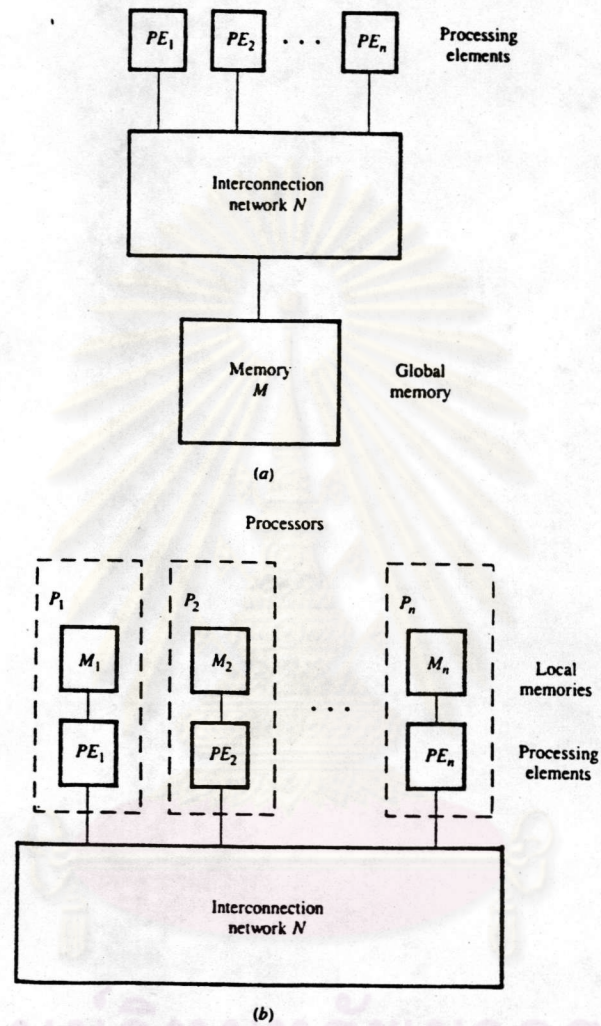 PE₁ PE₂ · · · PEₙ Processing
elements
Interconnection
network N
Memory
M
Global
memory
(a)
Processors
P₁ P₂ Pₙ
M₁ M₂ Mₙ Local
memories
· · ·
PE₁ PE₂ PEₙ Processing
elements
Interconnection
network N
(b)